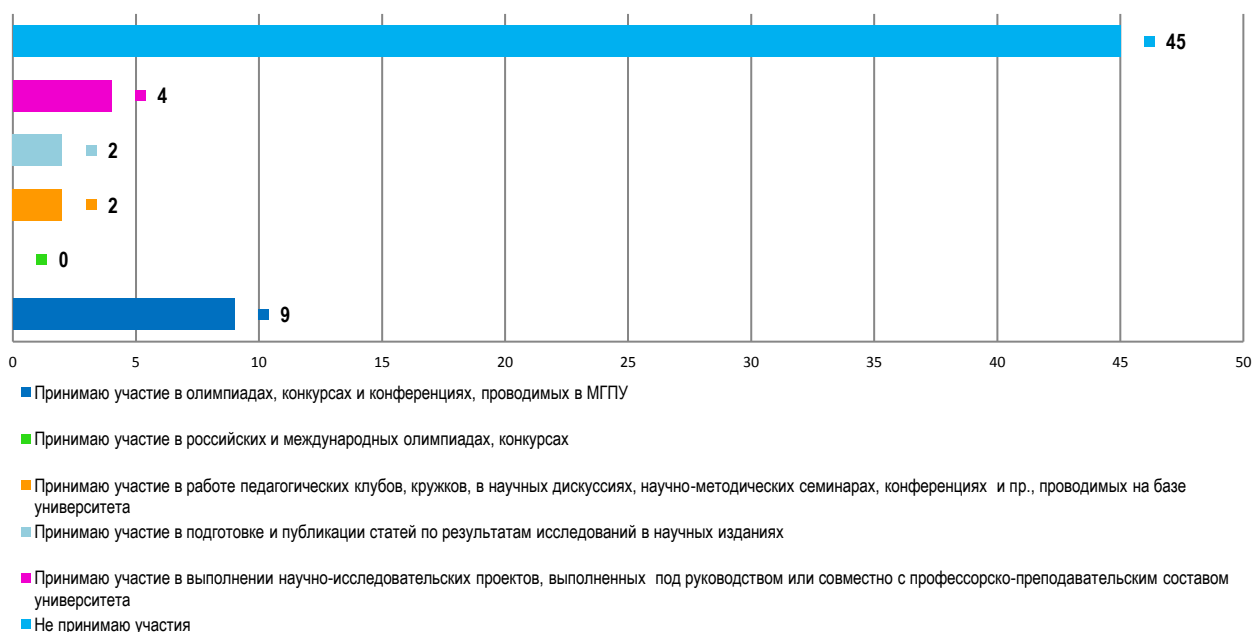 45
4
2
2
0
9
0 5 10 15 20 25 30 35 40 45 50
Принимаю участие в олимпиадах, конкурсах и конференциях, проводимых в МГПУ
Принимаю участие в российских и международных олимпиадах, конкурсах
Принимаю участие в работе педагогических клубов, кружков, в научных дискуссиях, научно-методических семинарах, конференциях и пр., проводимых на базе
университета
Принимаю участие в подготовке и публикации статей по результатам исследований в научных изданиях
Принимаю участие в выполнении научно-исследовательских проектов, выполненных под руководством или совместно с профессорско-преподавательским составом
университета
Не принимаю участия